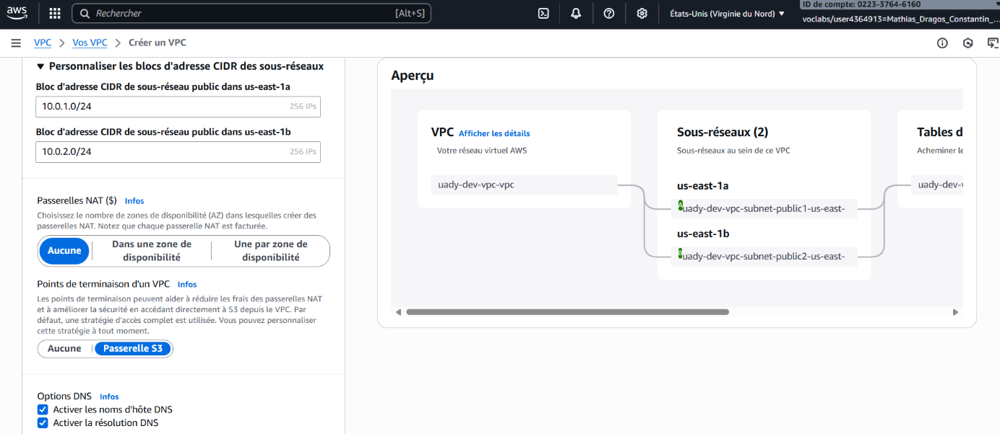 aws
Rechercher
[Alt+S]
États-Unis (Virginie du Nord)
ID de compte: 0223-3764-6160
voclabs/user4364913=Mathias_Dragos_Constantin_...
VPC
Vos VPC
Créer un VPC
Personnaliser les blocs d'adresse CIDR des sous-réseaux
Bloc d'adresse CIDR de sous-réseau public dans us-east-1a
10.0.1.0/24 256 IPs
Bloc d'adresse CIDR de sous-réseau public dans us-east-1b
10.0.2.0/24 256 IPs
Passerelles NAT ($) Infos
Choisissez le nombre de zones de disponibilité (AZ) dans lesquelles créer des
passerelles NAT. Notez que chaque passerelle NAT est facturée.
Aucune
Dans une zone de
disponibilité
Une par zone de
disponibilité
Points de terminaison d'un VPC Infos
Les points de terminaison peuvent aider à réduire les frais des passerelles NAT
et à améliorer la sécurité en accédant directement à S3 depuis le VPC. Par
défaut, une stratégie d'accès complet est utilisée. Vous pouvez personnaliser
cette stratégie à tout moment.
Aucune
Passerelle S3
Options DNS Infos
Activer les noms d'hôte DNS
Activer la résolution DNS
Aperçu
VPC Afficher les détails
Votre réseau virtuel AWS
uady-dev-vpc-vpc
Sous-réseaux (2)
Sous-réseaux au sein de ce VPC
us-east-1a
A
uady-dev-vpc-subnet-public1-us-east-
us-east-1b
B
uady-dev-vpc-subnet-public2-us-east-
Tables d
Acheminer le
uady-dev-v